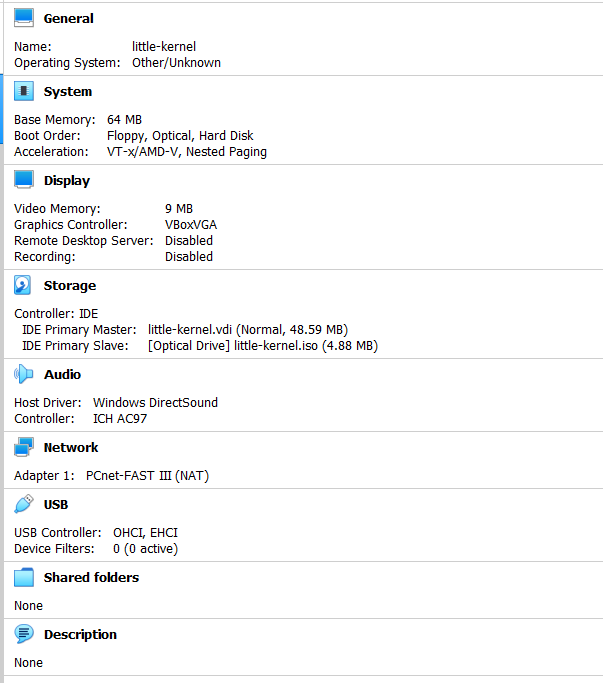 General
Name: little-kernel
Operating System: Other/Unknown
System
Base Memory: 64 MB
Boot Order: Floppy, Optical, Hard Disk
Acceleration: VT-x/AMD-V, Nested Paging
Display
Video Memory: 9 MB
Graphics Controller: VBoxVGA
Remote Desktop Server: Disabled
Recording: Disabled
Storage
Controller: IDE
IDE Primary Master: little-kernel.vdi (Normal, 48.59 MB)
IDE Primary Slave: [Optical Drive] little-kernel.iso (4.88 MB)
Audio
Host Driver: Windows DirectSound
Controller: ICH AC97
Network
Adapter 1: PCnet-FAST III (NAT)
USB
USB Controller: OHCI, EHCI
Device Filters: 0 (0 active)
Shared folders
None
Description
None